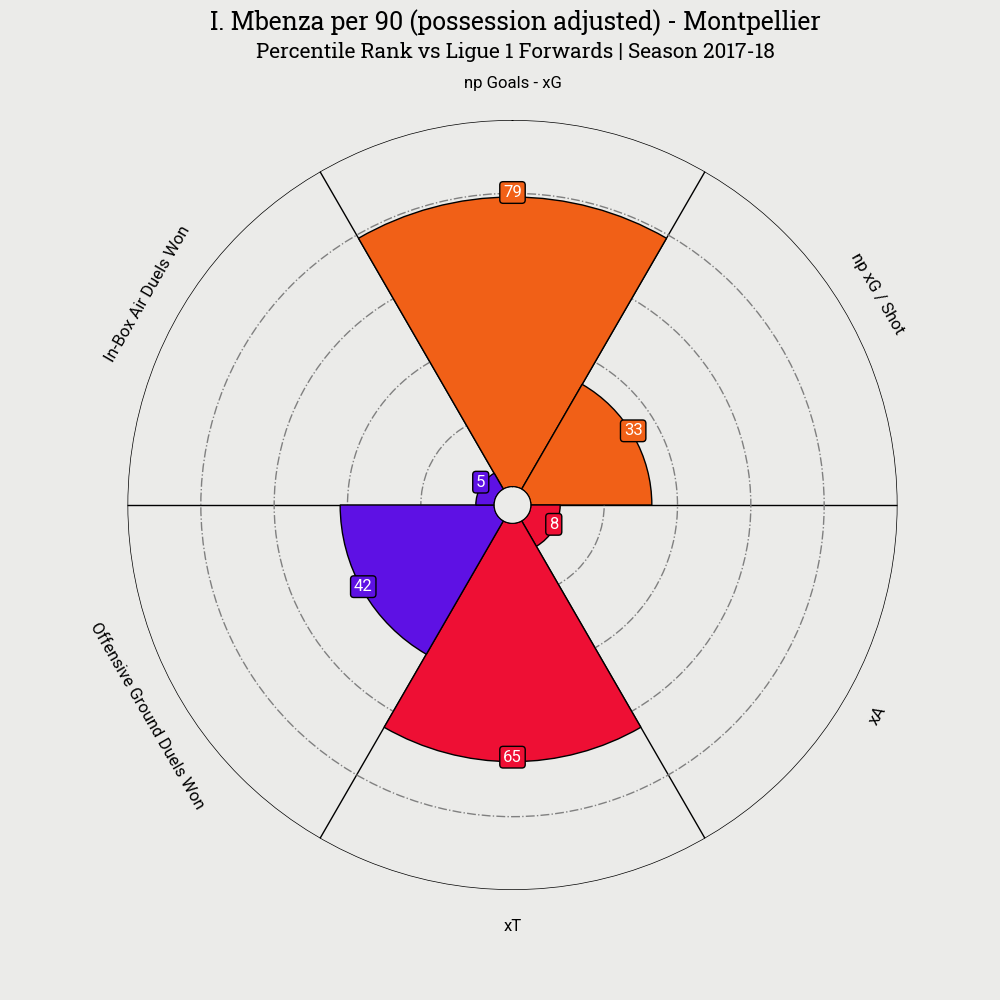 I. Mbenza per 90 (possession adjusted) - Montpellier
Percentile Rank vs Ligue 1 Forwards | Season 2017-18
np Goals - xG
79
In-Box Air Duels Won
np xG / Shot
33
5
8
42
Offensive Ground Duels Won
xA
65
xT